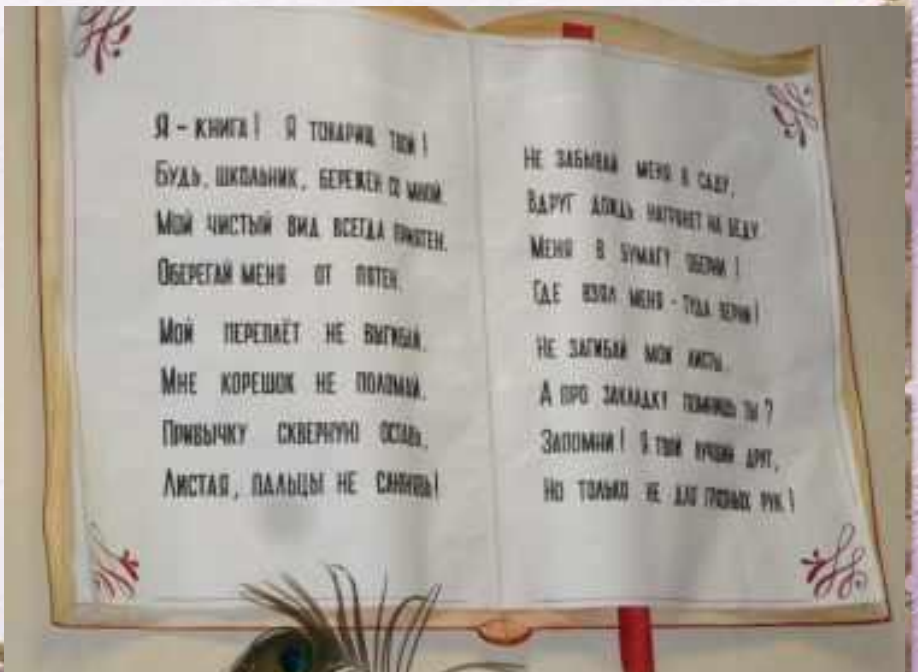 Я - КНИГА! Я ТОВАРИЩ ТВОЙ!
БУДЬ, ШКОЛЬНИК, БЕРЕЖЕН СО МНОЙ.
МОЙ ЧИСТЫЙ ВИД ВСЕГДА ПРИЯТЕН.
ОБЕРЕГАЙ МЕНЯ ОТ ПЯТЕН.
МОЙ ПЕРЕПЛЁТ НЕ ВЫГИБАЙ.
МНЕ КОРЕШОК НЕ ПОЛОМАЙ.
ПРИВЫЧКУ СКВЕРНУЮ ОСТАВЬ.
ЛИСТАЯ, ПАЛЬЦЫ НЕ СЛЮНЯВЬ!
НЕ ЗАБЫВАЙ МЕНЯ В САДУ,
ВДРУГ ДОЖДЬ НАГРЯНЕТ НА БЕДУ.
МЕНЯ В БУМАГУ ОБЕРНИ!
ГДЕ ВЗЯЛ МЕНЯ - ТУДА ВЕРНИ!
НЕ ЗАГИБАЙ МОИ ЛИСТЫ.
А ПРО ЗАКЛАДКУ ПОМНИШЬ ТЫ?
ЗАПОМНИ! Я ТВОЙ ЛУЧШИЙ ДРУГ,
НО ТОЛЬКО НЕ ДЛЯ ГРЯЗНЫХ РУК!